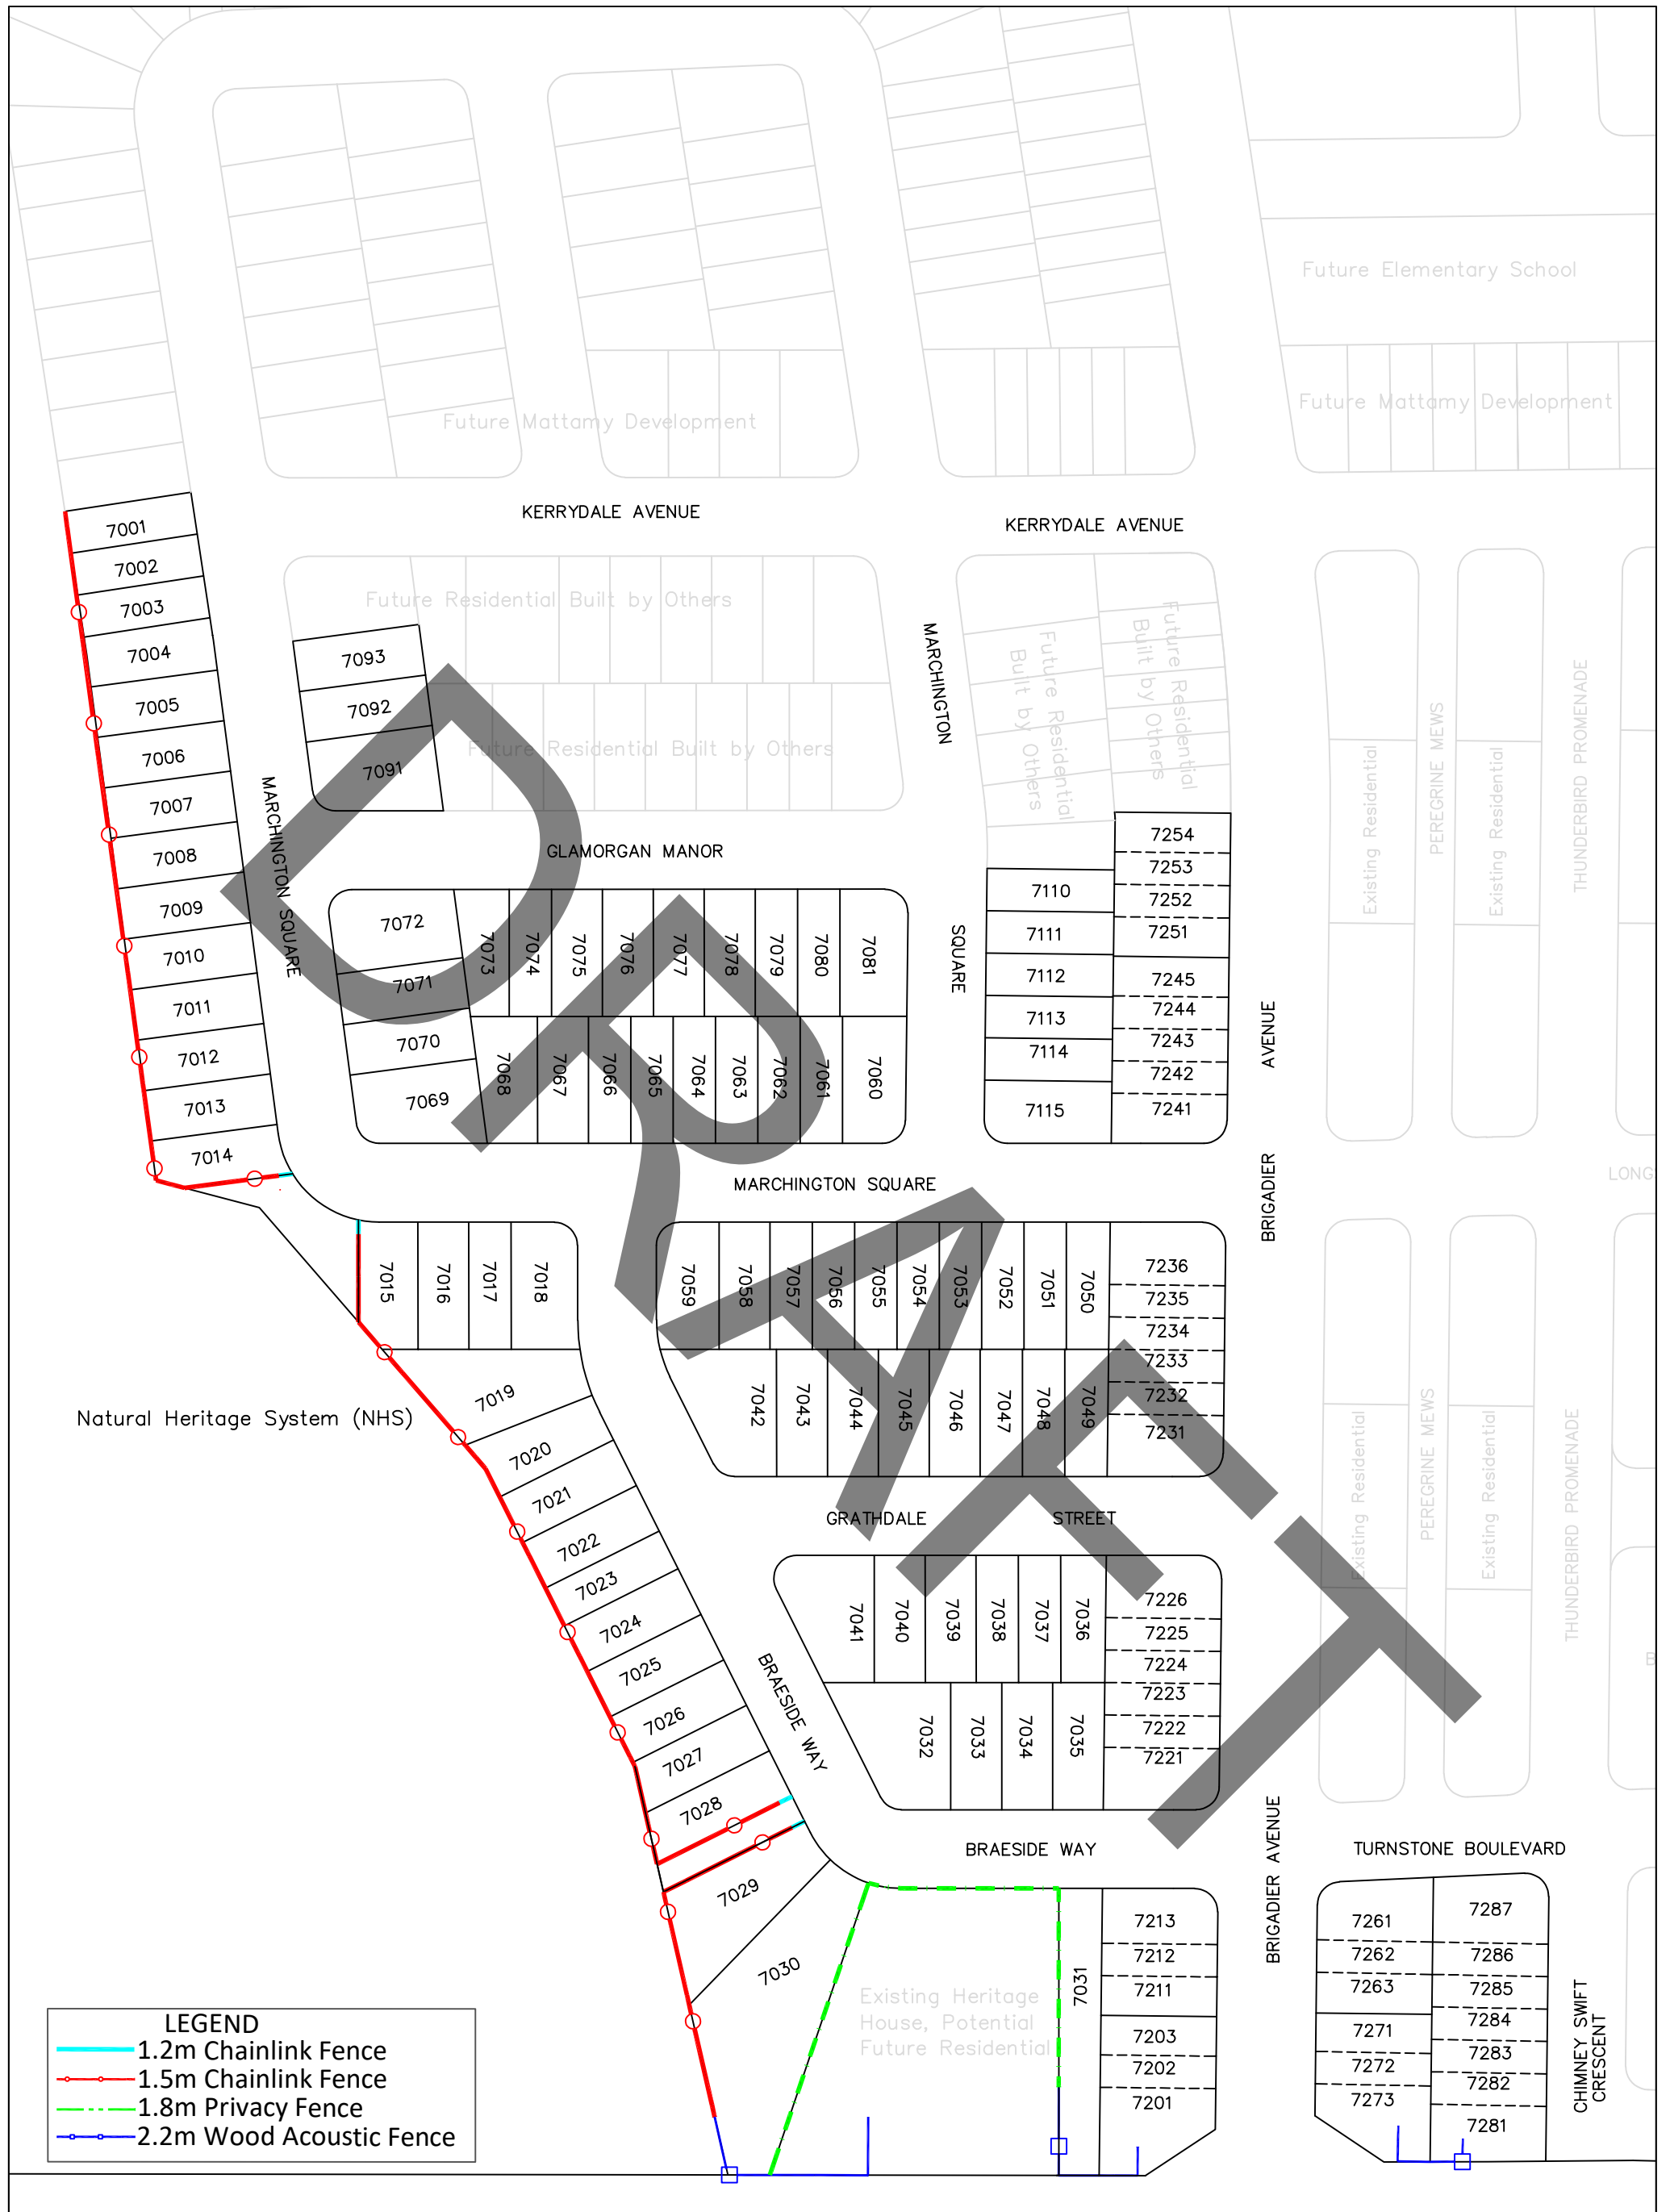 Future Elementary School
Future Mattamy Development
Future Mattamy Development
KERRYDALE AVENUE
KERRYDALE AVENUE
7001
7002
7003
7004
7005
7006
7007
7008
7009
7010
7011
7012
7013
7014
MARCHINGTON SQUARE
Future Residential Built by Others
Future Residential Built by Others
7093
7092
7091
GLAMORGAN MANOR
MARCHINGTON
SQUARE
Future Residential
Built by Others
Future Residential
Built by Others
7072
7071
7070
7069
7073
7074
7075
7076
7077
7078
7079
7080
7081
7068
7067
7066
7065
7064
7063
7062
7061
7060
7110
7111
7112
7113
7114
7115
7254
7253
7252
7251
7245
7244
7243
7242
7241
BRIGADIER
AVENUE
Existing Residential
PEREGRINE MEWS
Existing Residential
THUNDERBIRD PROMENADE
LONG
MARCHINGTON SQUARE
7015
7016
7017
7018
7059
7058
7057
7056
7055
7054
7053
7052
7051
7050
7236
7235
7234
7233
7232
7231
7042
7043
7044
7045
7046
7047
7048
7049
Natural Heritage System (NHS)
7019
7020
7021
7022
7023
7024
7025
7026
7027
7028
7029
7030
GRATHDALE STREET
Existing Residential
PEREGRINE MEWS
Existing Residential
THUNDERBIRD PROMENADE
B
7041
7040
7039
7038
7037
7036
7226
7225
7224
7223
7222
7221
7032
7033
7034
7035
BRAESIDE WAY
BRAESIDE WAY
BRIGADIER AVENUE
TURNSTONE BOULEVARD
Existing Heritage
House, Potential
Future Residential
7031
7213
7212
7211
7203
7202
7201
7261
7262
7263
7271
7272
7273
7287
7286
7285
7284
7283
7282
7281
CHIMNEY SWIFT
CRESCENT
DRAFT
LEGEND
1.2m Chainlink Fence
1.5m Chainlink Fence
1.8m Privacy Fence
2.2m Wood Acoustic Fence